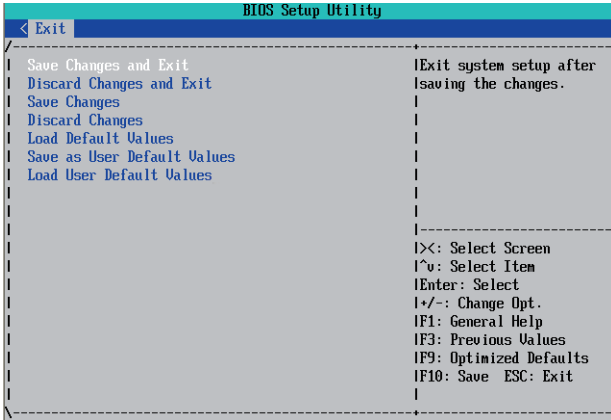 BIOS Setup Utility
< Exit
Save Changes and Exit
Discard Changes and Exit
Save Changes
Discard Changes
Load Default Values
Save as User Default Values
Load User Default Values
Exit system setup after
saving the changes.
><: Select Screen
^v: Select Item
Enter: Select
+/-: Change Opt.
F1: General Help
F3: Previous Values
F9: Optimized Defaults
F10: Save ESC: Exit